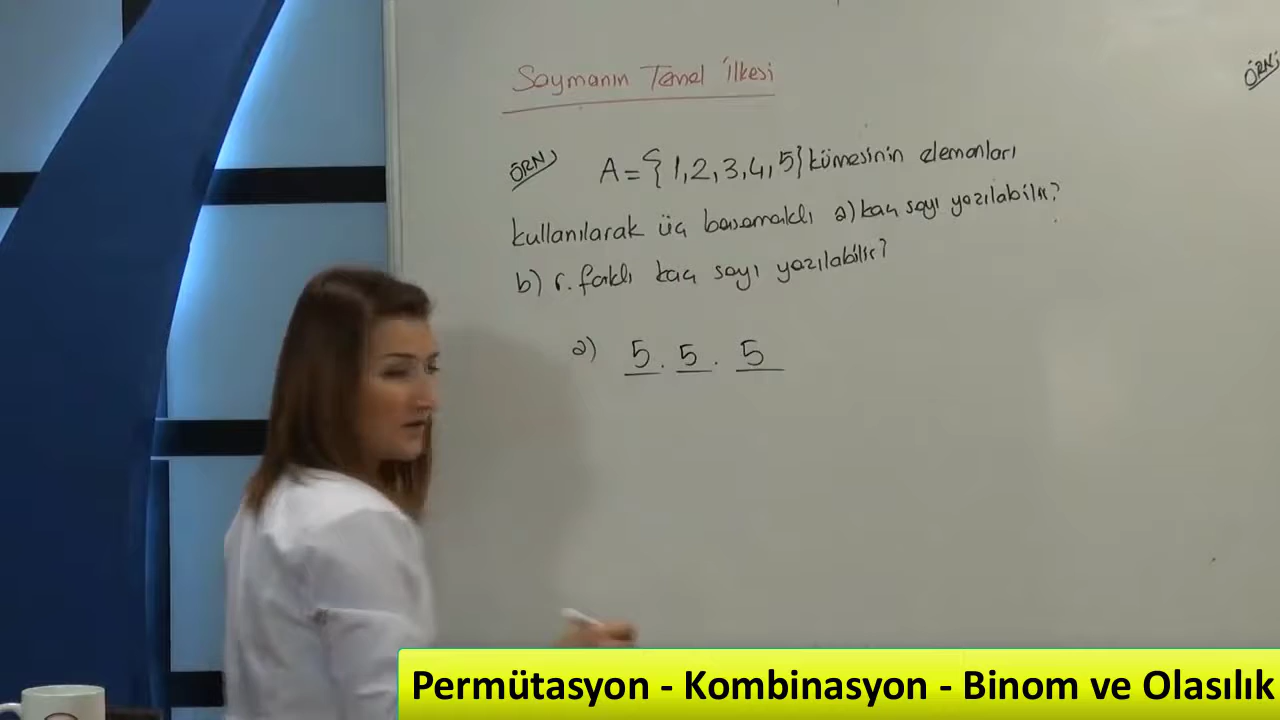 Saymanın Temel İlkesi
ÖRN
ÖRN
A = {1,2,3,4,5} kümesinin elemanları
kullanılarak üç basamaklı a) kaç sayı yazılabilir?
b) r. farklı kaç sayı yazılabilir?
a) 5 . 5 . 5
Permütasyon - Kombinasyon - Binom ve Olasılık